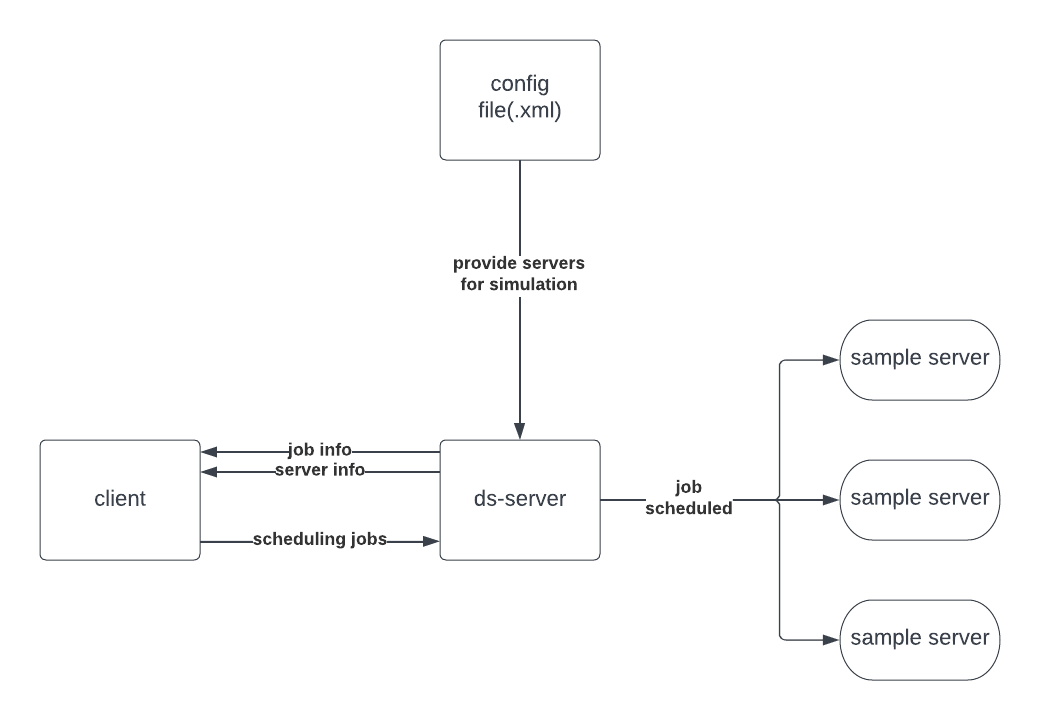 config
file(.xml)
provide servers
for simulation
sample server
job info
server info
client
ds-server
job
scheduled
sample server
scheduling jobs
sample server